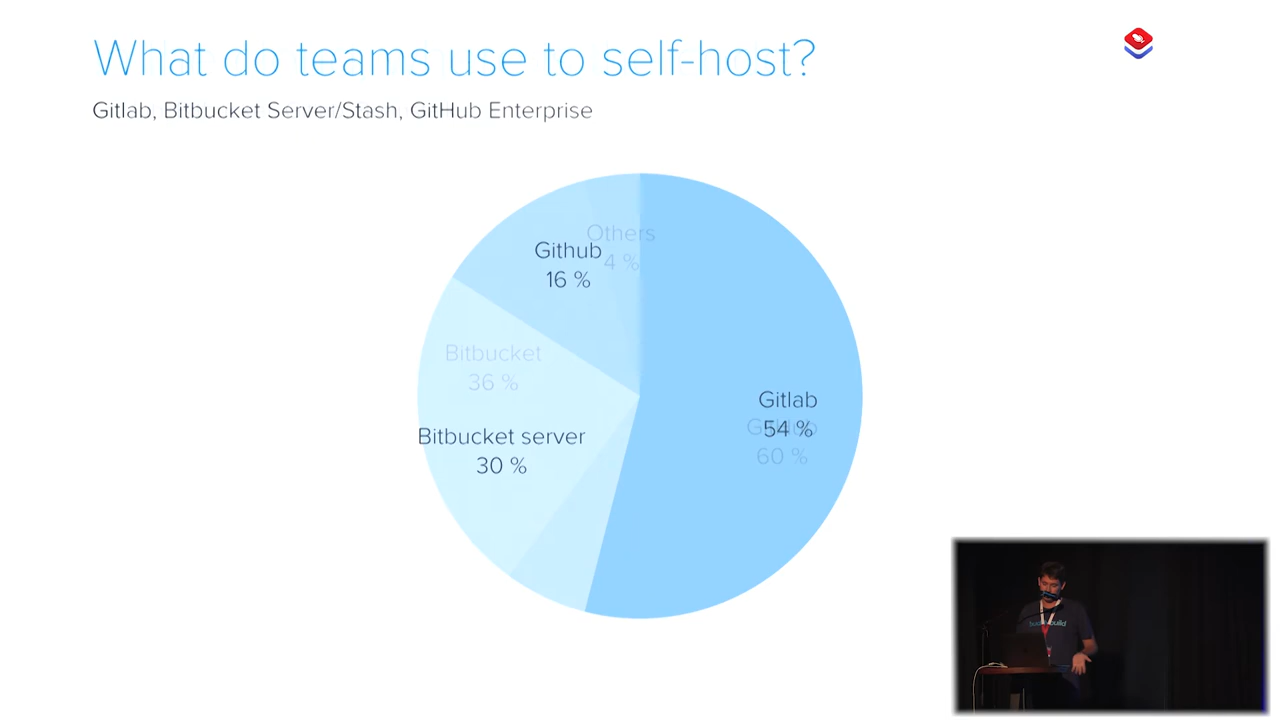 What do teams use to self-host?
Gitlab, Bitbucket Server/Stash, GitHub Enterprise
Others
4 %
Github
16 %
Bitbucket
36 %
Gitlab
54 %
60 %
Bitbucket server
30 %